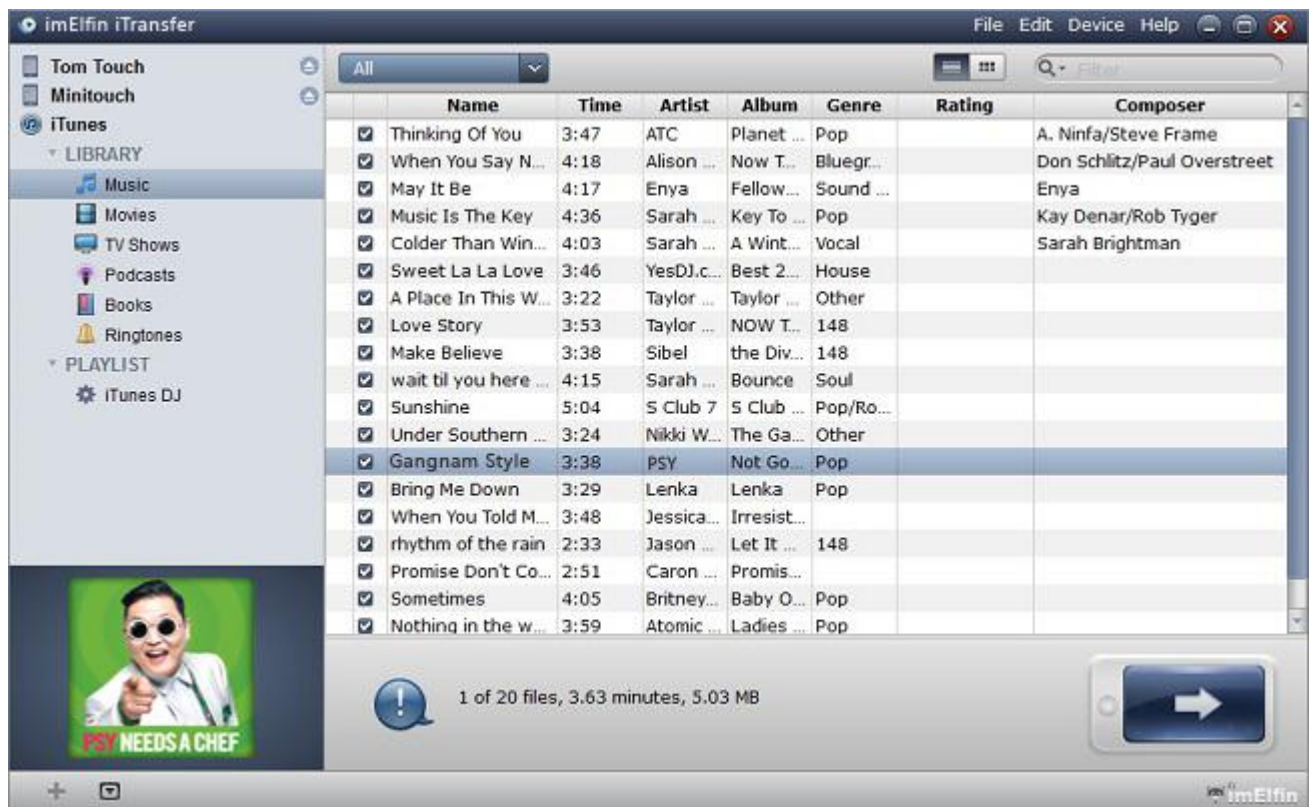 imElfin iTransfer File Edit Device Help
Tom Touch
Minitouch
iTunes
LIBRARY
Music
Movies
TV Shows
Podcasts
Books
Ringtones
PLAYLIST
iTunes DJ
All Filter
Name Time Artist Album Genre Rating Composer
Thinking Of You 3:47 ATC Planet ... Pop A. Ninfa/Steve Frame
When You Say N... 4:18 Alison ... Now T... Bluegr... Don Schlitz/Paul Overstreet
May It Be 4:17 Enya Fellow... Sound ... Enya
Music Is The Key 4:36 Sarah ... Key To ... Pop Kay Denar/Rob Tyger
Colder Than Win... 4:03 Sarah ... A Wint... Vocal Sarah Brightman
Sweet La La Love 3:46 YesDJ.c... Best 2... House
A Place In This W... 3:22 Taylor ... Taylor ... Other
Love Story 3:53 Taylor ... NOW T... 148
Make Believe 3:38 Sibel the Div... 148
wait til you here ... 4:15 Sarah ... Bounce Soul
Sunshine 5:04 S Club 7 S Club ... Pop/Ro...
Under Southern ... 3:24 Nikki W... The Ga... Other
Gangnam Style 3:38 PSY Not Go... Pop
Bring Me Down 3:29 Lenka Lenka Pop
When You Told M... 3:48 Jessica... Irresist...
rhythm of the rain 2:33 Jason ... Let It ... 148
Promise Don't Co... 2:51 Caron ... Promis...
Sometimes 4:05 Britney... Baby O... Pop
Nothing in the w... 3:59 Atomic ... Ladies ... Pop
PSY NEEDS A CHEF
1 of 20 files, 3.63 minutes, 5.03 MB
imElfin